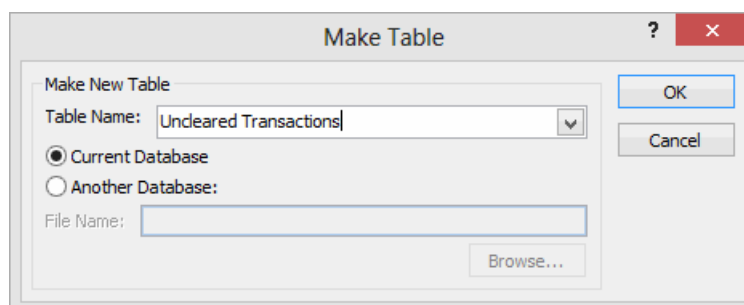 Make Table
? ×
Make New Table
Table Name: Uncleared Transactions
OK
Cancel
Current Database
Another Database:
File Name:
Browse...